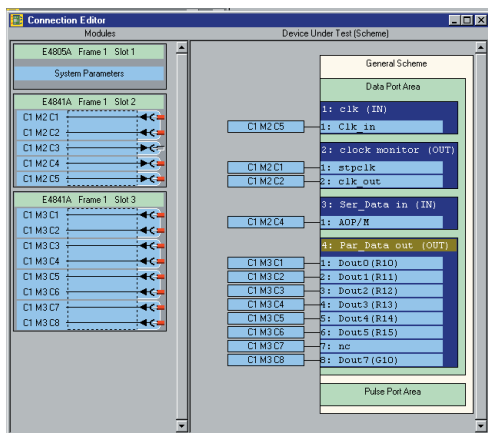 Connection Editor
Modules
Device Under Test (Scheme)
E4805A Frame 1 Slot 1
System Parameters
E4841A Frame 1 Slot 2
C1 M2 C1
C1 M2 C2
C1 M2 C3
C1 M2 C4
C1 M2 C5
E4841A Frame 1 Slot 3
C1 M3 C1
C1 M3 C2
C1 M3 C3
C1 M3 C4
C1 M3 C5
C1 M3 C6
C1 M3 C7
C1 M3 C8
General Scheme
Data Port Area
1: clk (IN)
C1 M2 C5 1: Clk_in
2: clock monitor (OUT)
C1 M2 C1 1: stpclk
C1 M2 C2 2: clk_out
3: Ser_Data in (IN)
C1 M2 C4 1: AOP/M
4: Par_Data out (OUT)
C1 M3 C1 1: Dout0(R10)
C1 M3 C2 2: Dout1(R11)
C1 M3 C3 3: Dout2(R12)
C1 M3 C4 4: Dout3(R13)
C1 M3 C5 5: Dout4(R14)
C1 M3 C6 6: Dout5(R15)
C1 M3 C7 7: nc
C1 M3 C8 8: Dout7(G10)
Pulse Port Area